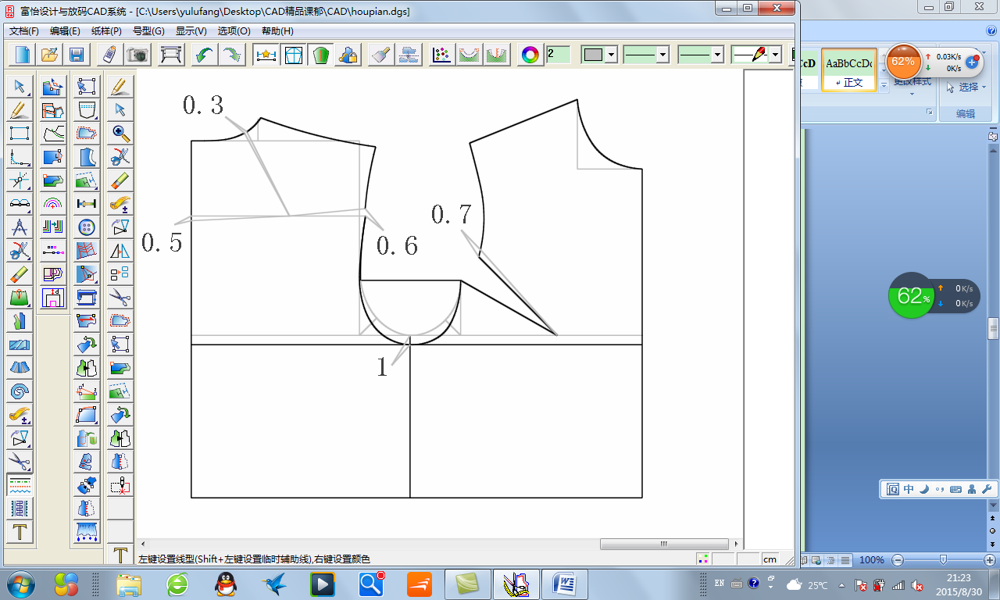 富怡设计与放码CAD系统 - [C:\Users\yulufang\Desktop\CAD精品课郁\CAD\houpian.dgs]
文档(F) 编辑(E) 纸样(P) 号型(G) 显示(V) 选项(O) 帮助(H)
2
AaBbCcDc
正文
更改样式
选择
编辑
62%
0.03K/s
0K/s
0.3
0.5
0.6
0.7
1
62%
0K/s
0K/s
中
T
T
左键设置线型(Shift+左键设置临时辅助线),右键设置颜色
cm
100%
EN
25℃
21:23
2015/8/30